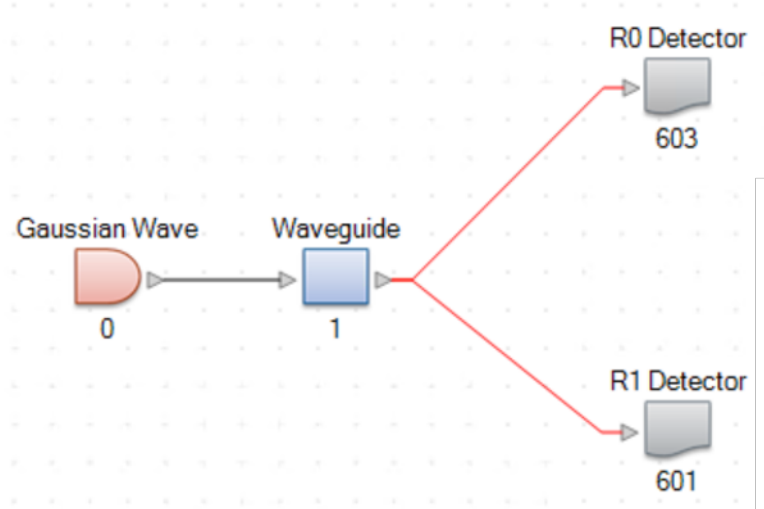 R0 Detector
603
Gaussian Wave
0
Waveguide
1
R1 Detector
601